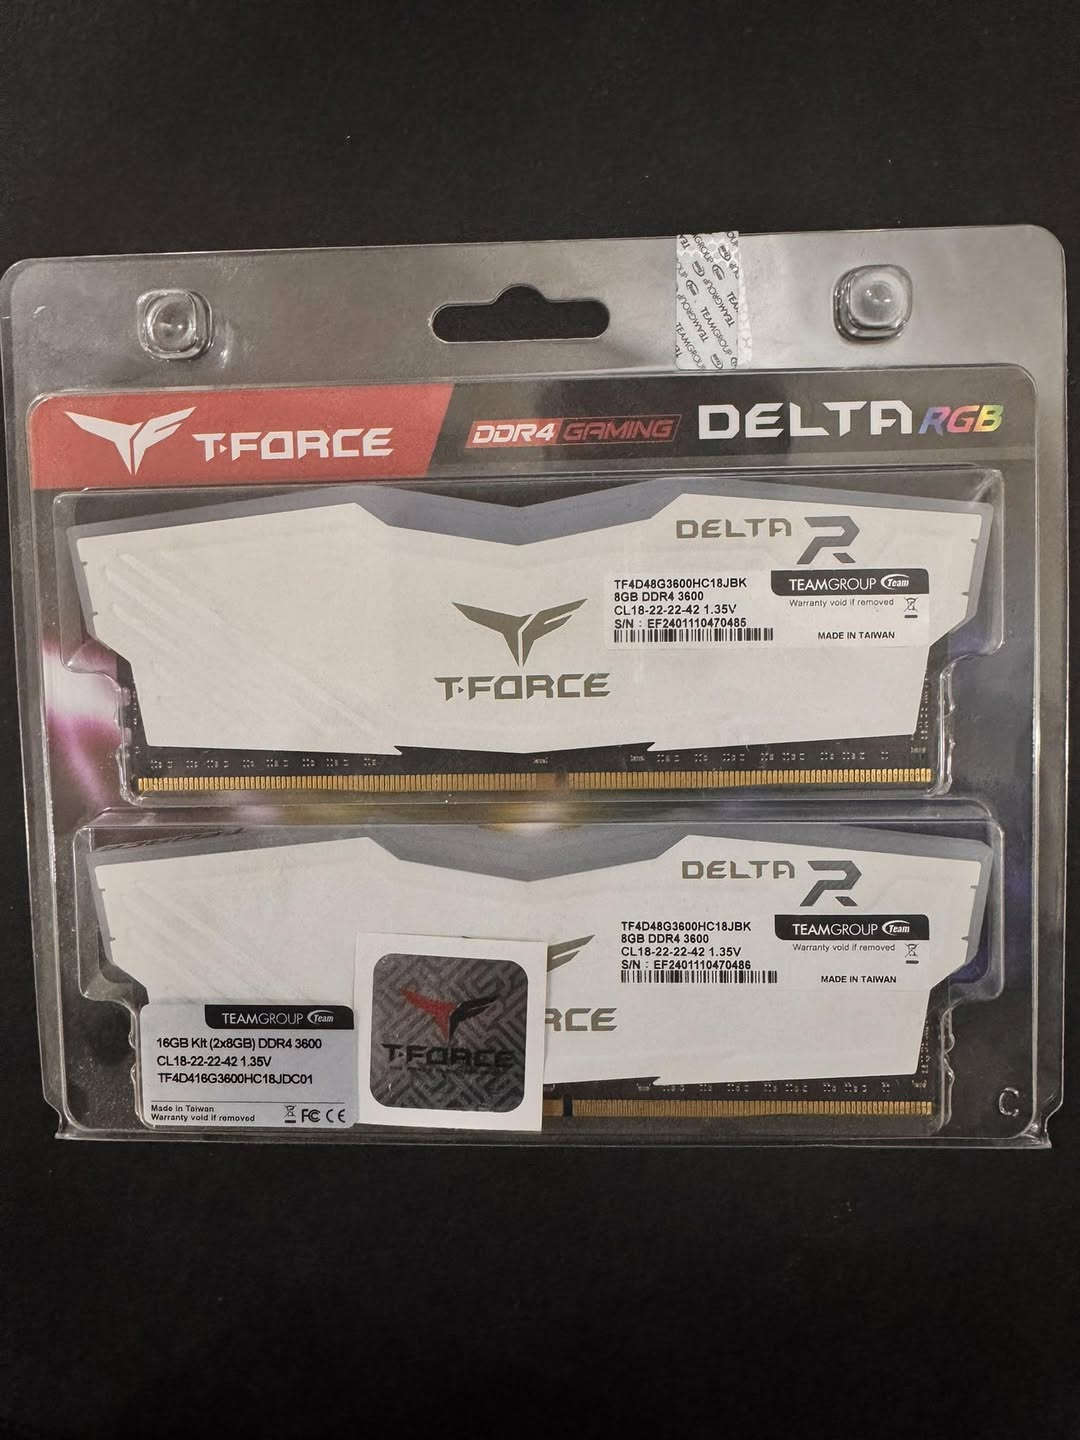 T-FORCE DDR4 GAMING DELTA RGB
DELTA R
TF4D48G3600HC18JBK
8GB DDR4 3600
CL18-22-22-42 1.35V
S/N : EF2401110470485
TEAMGROUP Team
Warranty void if removed
MADE IN TAIWAN
T-FORCE
DELTA R
TF4D48G3600HC18JBK
8GB DDR4 3600
CL18-22-22-42 1.35V
S/N : EF2401110470486
TEAMGROUP Team
Warranty void if removed
MADE IN TAIWAN
RCE
TEAMGROUP Team
16GB Kit (2x8GB) DDR4 3600
CL18-22-22-42 1.35V
TF4D416G3600HC18JDC01
Made in Taiwan
Warranty void if removed
FC CE
T-FORCE
C